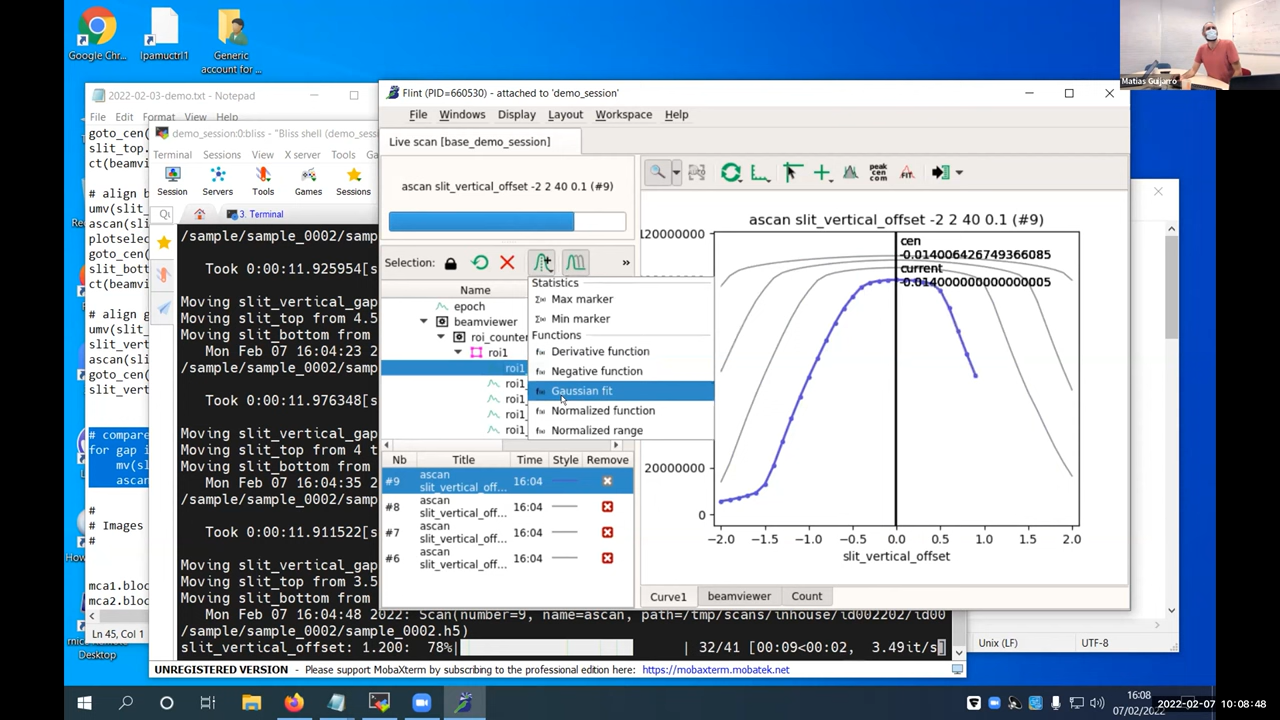 Google Chr...
lpamuctrl1
Generic
account for ...
Matias Guijarro
2022-02-03-demo.txt - Notepad
File Edit Format View Help
goto_cen(
slit_top.
ct(beamvi
# align b
umv(sl
ascan(sli
plotselec
goto_cen(
slit_bott
ct(beamvi
# align
umv(sli
ascan(sli
goto_cen(
slit_vert
# compare
for gap i
mv(sl
ascan
#
# Images
#
mca1.bloc
mca2.bloc
Ln 45, Col 1
Unix (LF)
UTF-8
Desktop
demo_session:0:bliss - "Bliss shell (demo_s
Terminal Sessions View X server Tools
Session Servers Tools Games Sessions
3. Terminal
/sample/sample_0002/samp
Took 0:00:11.925954[s
Moving slit_vertical_gap
Moving slit_top from 4.5
Moving slit_bottom from
Mon Feb 07 16:04:23 2
/sample/sample_0002/samp
Took 0:00:11.976348[s
Moving slit_vertical_gap
Moving slit_top from 4 t
Moving slit_bottom from
Mon Feb 07 16:04:35 2
/sample/sample_0002/samp
Took 0:00:11.911522[s
Moving slit_vertical_gap
Moving slit_top from 3.5
Moving slit_bottom from
Mon Feb 07 16:04:48 2022: Scan(number=9, name=ascan, path=/tmp/scans/inhouse/id002202/id00
/sample/sample_0002/sample_0002.h5)
slit_vertical_offset: 1.200: 78%| | 32/41 [00:09<00:02, 3.49it/s]
UNREGISTERED VERSION - Please support MobaXterm by subscribing to the professional edition here: https://mobaxterm.mobatek.net
Flint (PID=660530) - attached to 'demo_session'
File Windows Display Layout Workspace Help
Live scan [base_demo_session]
ascan slit_vertical_offset -2 2 40 0.1 (#9)
Selection:
»
Name
epoch
beamviewer
roi_counter
roi1
roi1
roi1_
roi1_
roi1_
roi1_
Statistics
Max marker
Min marker
Functions
Derivative function
Negative function
Gaussian fit
Normalized function
Normalized range
Nb Title Time Style Remove
#9 ascan slit_vertical_off... 16:04
#8 ascan slit_vertical_off... 16:04
#7 ascan slit_vertical_off... 16:04
#6 ascan slit_vertical_off... 16:04
peak
cen
com
FIT
ascan slit_vertical_offset -2 2 40 0.1 (#9)
120000000
20000000
0
cen
-0.014006426749366085
current
-0.014000000000000005
−2.0 −1.5 −1.0 −0.5 0.0 0.5 1.0 1.5 2.0
slit_vertical_offset
Curve1 beamviewer Count
16:08
07/02/2022
2022-02-07 10:08:48